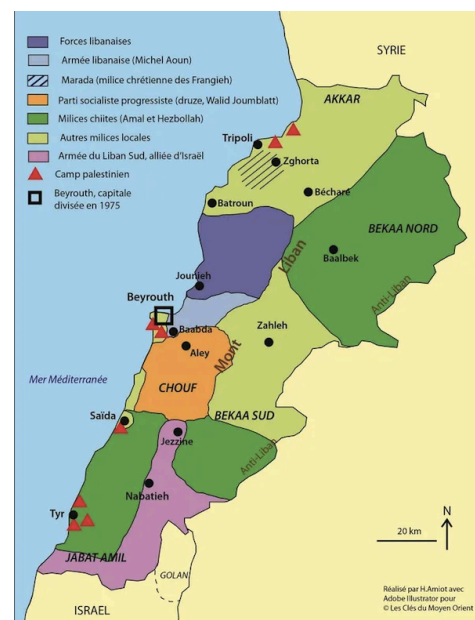 Forces libanaises
Armée libanaise (Michel Aoun)
Marada (milice chrétienne des Frangieh)
Parti socialiste progressiste (druze, Walid Joumblatt)
Milices chiites (Amal et Hezbollah)
Autres milices locales
Armée du Liban Sud, alliée d'Israël
Camp palestinien
Beyrouth, capitale
divisée en 1975
SYRIE
AKKAR
Tripoli
Zghorta
Bécharé
Batroun
BEKAA NORD
Baalbek
Liban
Anti-Liban
Jounieh
Beyrouth
Baabda
Zahleh
Aley
Mont
Mer Méditerranée
CHOUF
BEKAA SUD
Saïda
Jezzine
Anti-Liban
Nabatieh
Tyr
N
20 km
JABAT AMIL
GOLAN
ISRAEL
Réalisé par H.Amiot avec
Adobe Illustrator pour
© Les Clés du Moyen Orient